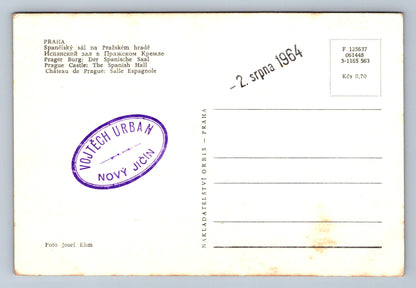 PRAHA
Španělský sál na Pražském hradě
Испанский зал в Пражском Кремле
Prager Burg: Der Spanische Saal
Prague Castle: The Spanish Hall
Château de Prague: Salle Espagnole
- 2. srpna 1964
F 125637
061448
3-1165 563
Kčs 0,70
VOJTĚCH URBAN
NOVÝ JIČÍN
NAKLADATELSTVÍ ORBIS - PRAHA
Foto Josef Ehm